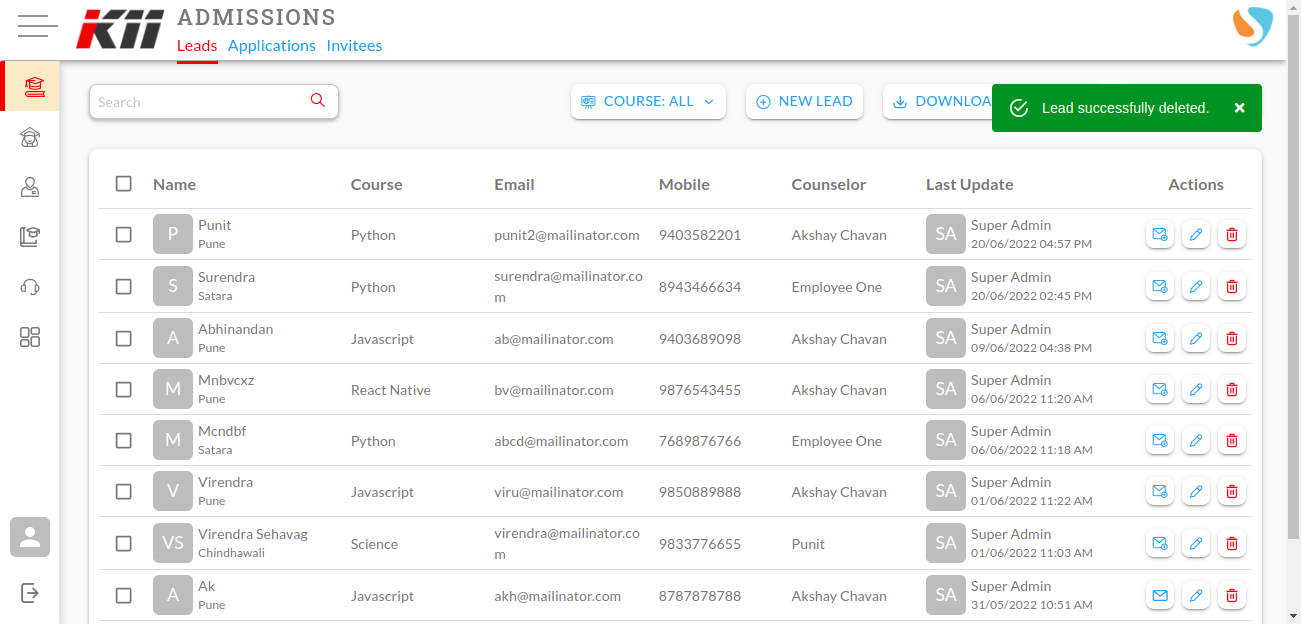 KII
ADMISSIONS
Leads Applications Invitees
Search
COURSE: ALL
NEW LEAD
DOWNLOA
Lead successfully deleted.
Name Course Email Mobile Counselor Last Update Actions
P Punit Pune Python punit2@mailinator.com 9403582201 Akshay Chavan SA Super Admin 20/06/2022 04:57 PM
S Surendra Satara Python surendra@mailinator.co
m 8943466634 Employee One SA Super Admin 20/06/2022 02:45 PM
A Abhinandan Pune Javascript ab@mailinator.com 9403689098 Akshay Chavan SA Super Admin 09/06/2022 04:38 PM
M Mnbvcxz Pune React Native bv@mailinator.com 9876543455 Akshay Chavan SA Super Admin 06/06/2022 11:20 AM
M Mcndbf Satara Python abcd@mailinator.com 7689876766 Employee One SA Super Admin 06/06/2022 11:18 AM
V Virendra Pune Javascript viru@mailinator.com 9850889888 Akshay Chavan SA Super Admin 01/06/2022 11:22 AM
VS Virendra Sehavag Chindhawali Science virendra@mailinator.co
m 9833776655 Punit SA Super Admin 01/06/2022 11:03 AM
A Ak Pune Javascript akh@mailinator.com 8787878788 Akshay Chavan SA Super Admin 31/05/2022 10:51 AM